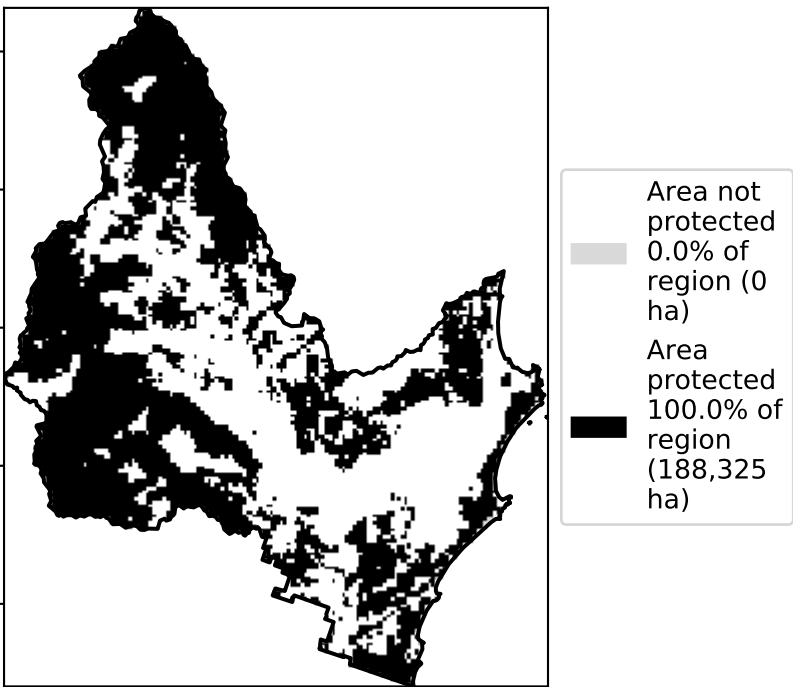 Area not
protected
0.0% of
region (0
ha)
Area
protected
100.0% of
region
(188,325
ha)